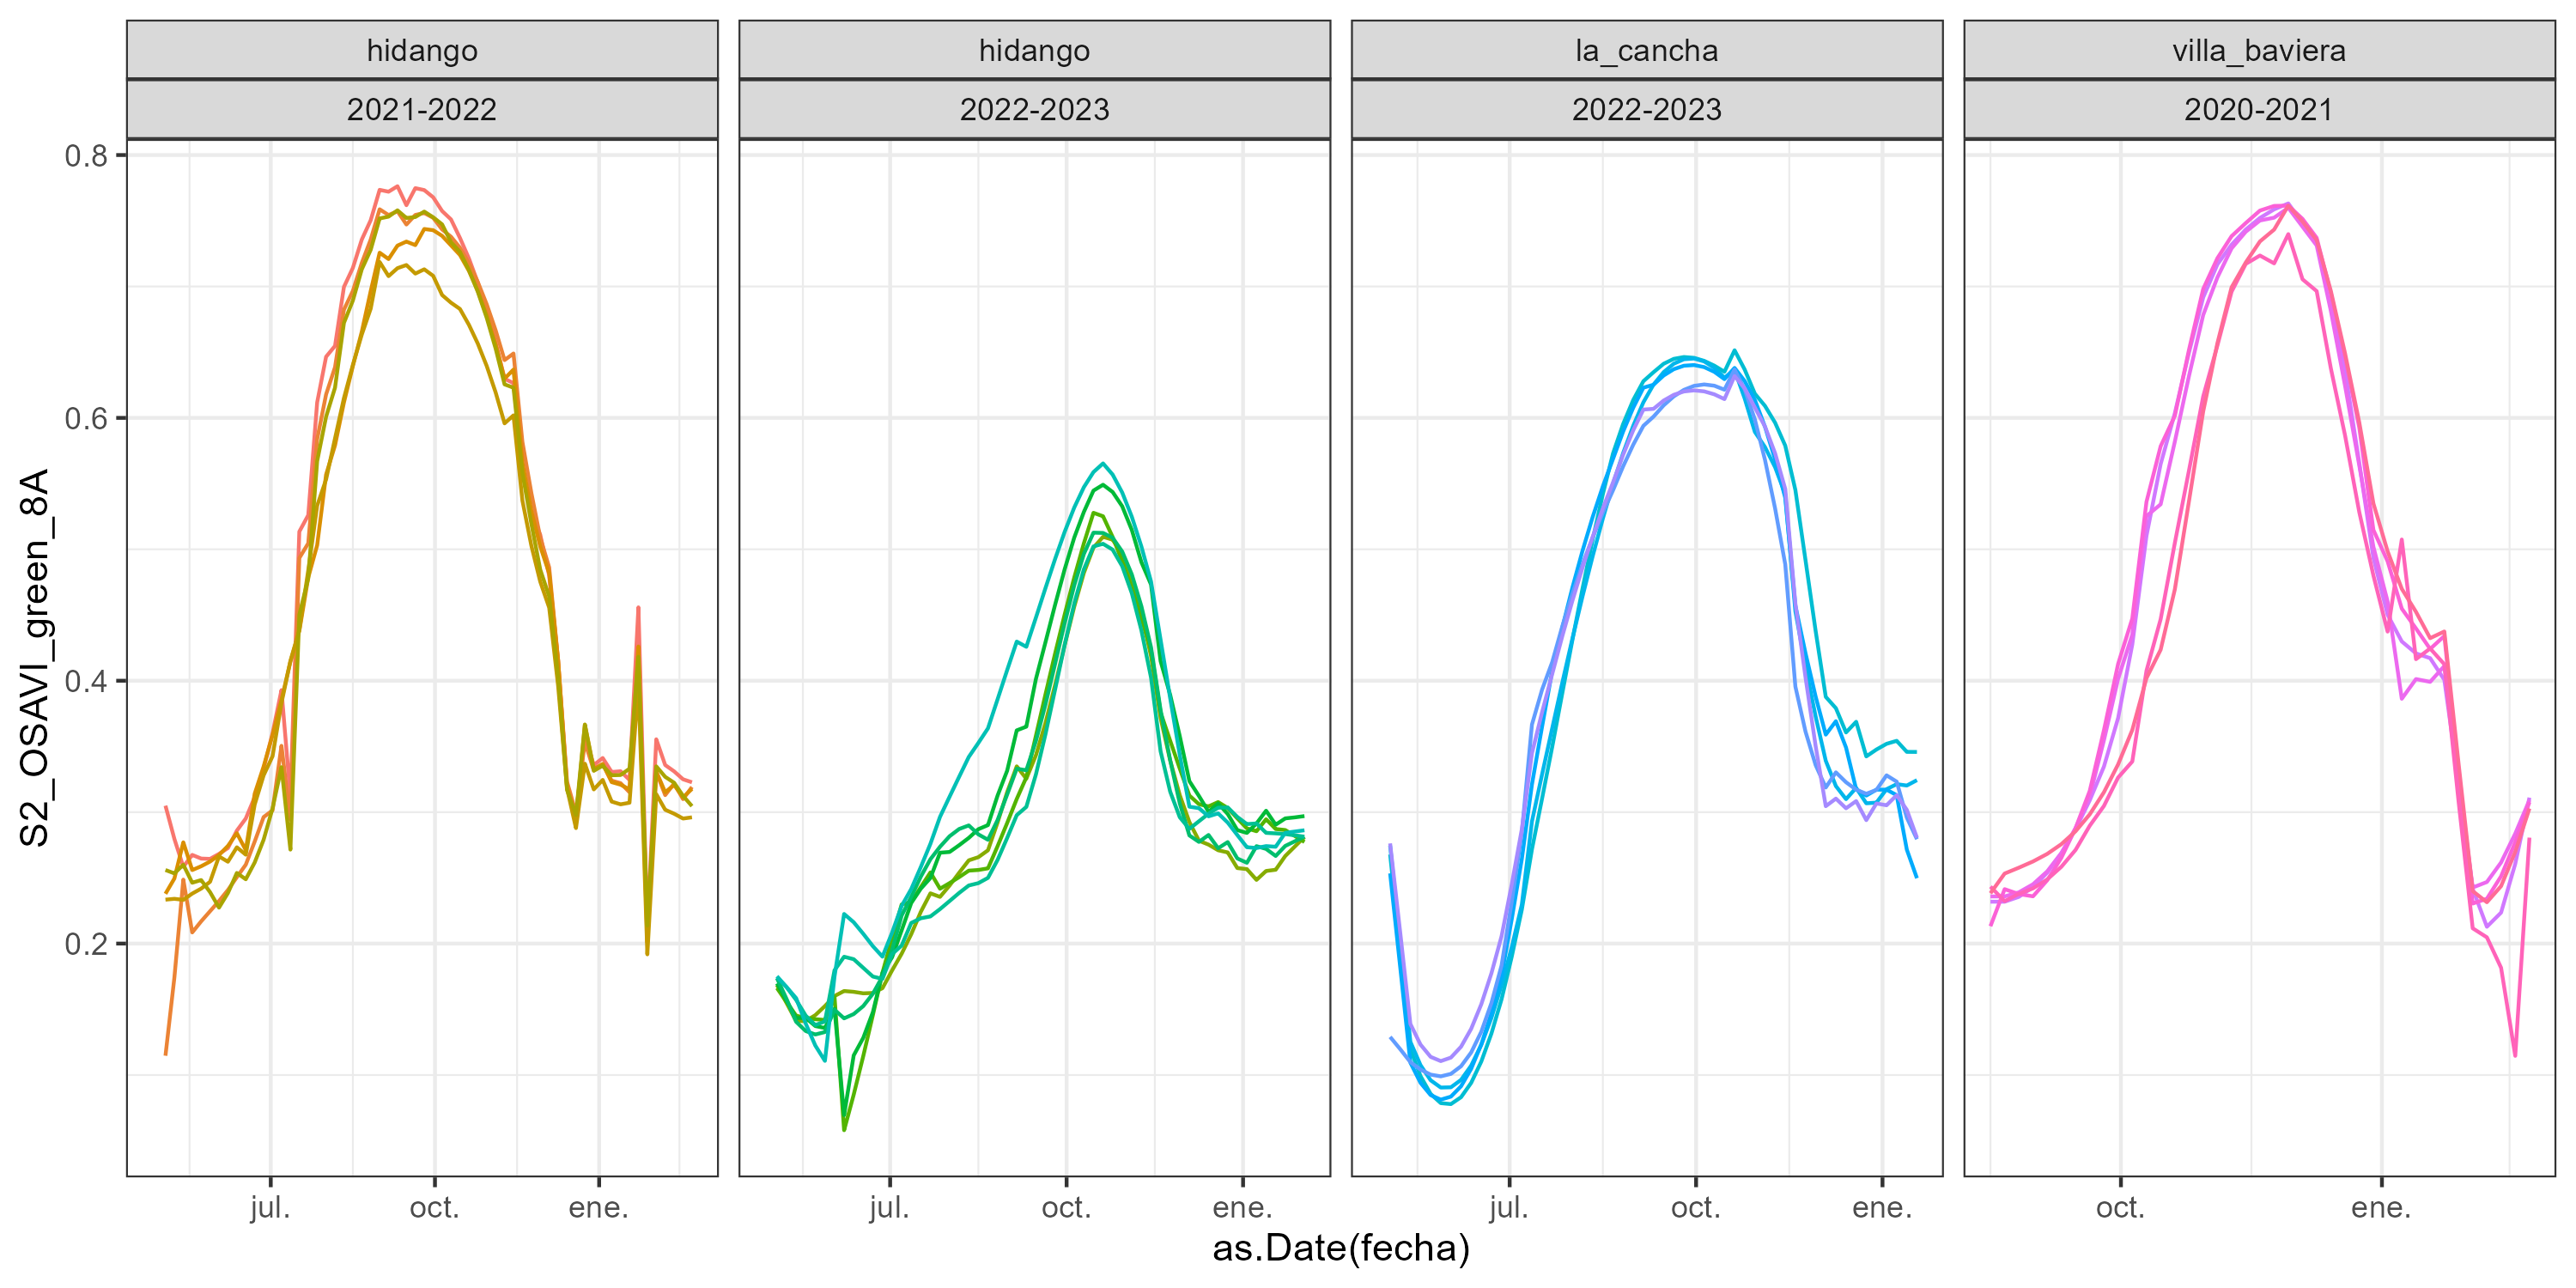 hidango hidango la_cancha villa_baviera
2021-2022 2022-2023 2022-2023 2020-2021
0.8
0.6
0.4
0.2
S2_OSAVI_green_8A
jul. oct. ene. jul. oct. ene. jul. oct. ene. oct. ene.
as.Date(fecha)